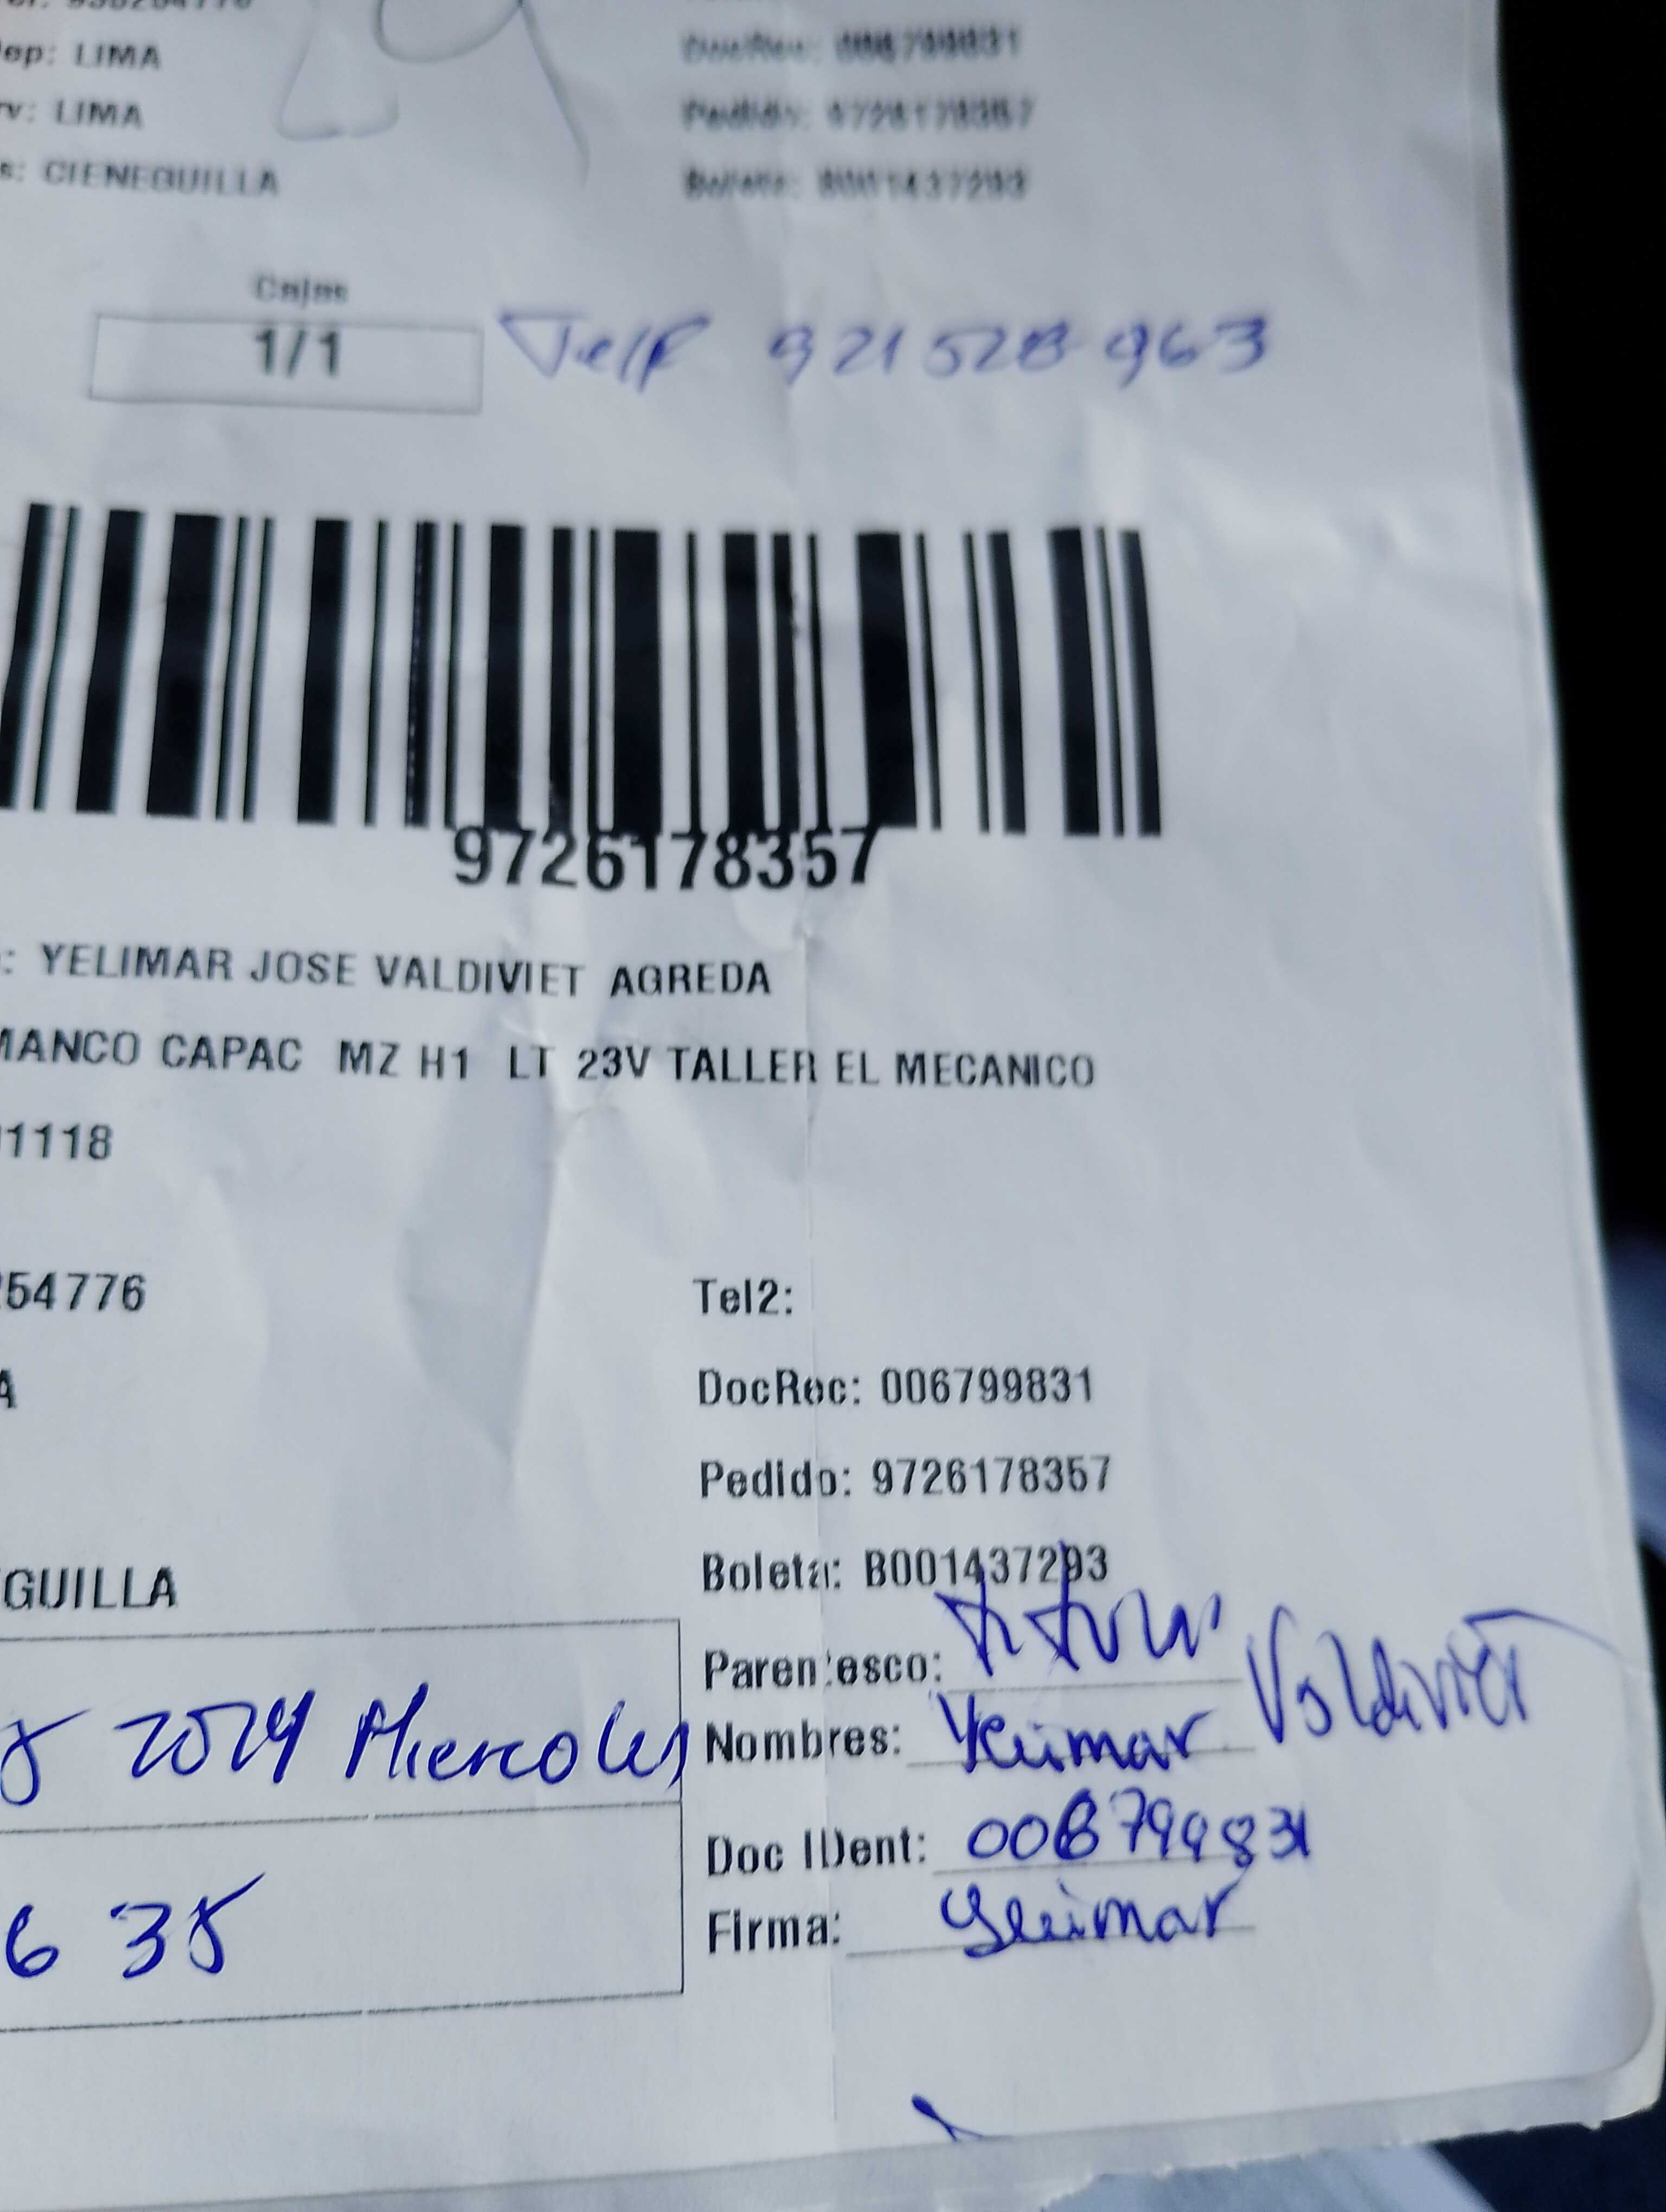 ep: LIMA
DocRec: 006799831
v: LIMA
Pedido: 9726178357
s: CIENEGUILLA
Boleta: B001437293
Cajas
1/1
Telf 921528963
9726178357
: YELIMAR JOSE VALDIVIET AGREDA
MANCO CAPAC MZ H1 LT 23V TALLER EL MECANICO
1118
254776
Tel2:
A
DocRec: 006799831
Pedido: 9726178357
Boleta: B001437293
GUILLA
Parentesco: titular
2024 Miercoles
Nombres: Yelimar Valdiviet
Doc IDent: 006799831
6 35
Firma: Yelimar